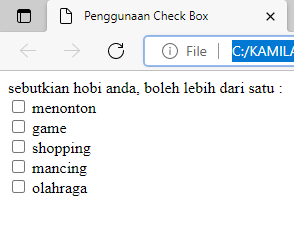 Penggunaan Check Box
File
C:/KAMILA
sebutkian hobi anda, boleh lebih dari satu :
menonton
game
shopping
mancing
olahraga